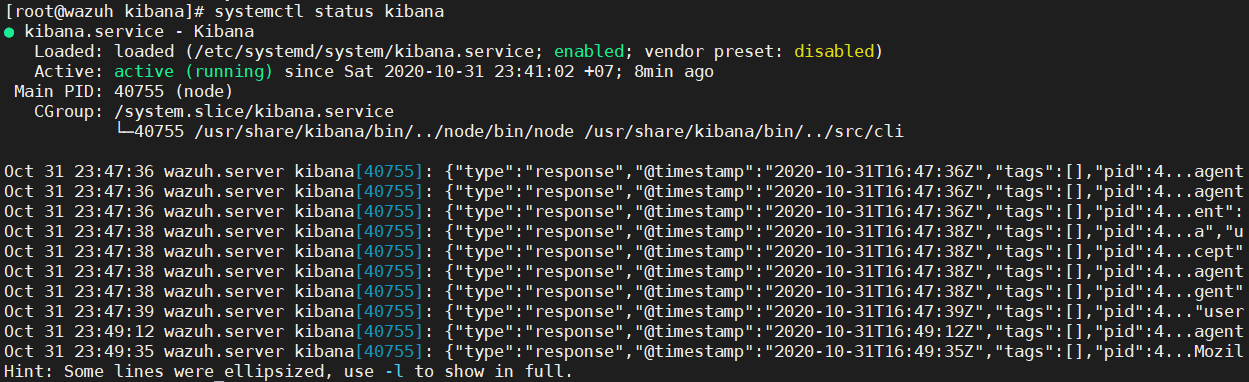 [root@wazuh kibana]# systemctl status kibana
● kibana.service - Kibana
   Loaded: loaded (/etc/systemd/system/kibana.service; enabled; vendor preset: disabled)
   Active: active (running) since Sat 2020-10-31 23:41:02 +07; 8min ago
 Main PID: 40755 (node)
   CGroup: /system.slice/kibana.service
           └─40755 /usr/share/kibana/bin/../node/bin/node /usr/share/kibana/bin/../src/cli

Oct 31 23:47:36 wazuh.server kibana[40755]: {"type":"response","@timestamp":"2020-10-31T16:47:36Z","tags":[],"pid":4...agent
Oct 31 23:47:36 wazuh.server kibana[40755]: {"type":"response","@timestamp":"2020-10-31T16:47:36Z","tags":[],"pid":4...agent
Oct 31 23:47:36 wazuh.server kibana[40755]: {"type":"response","@timestamp":"2020-10-31T16:47:36Z","tags":[],"pid":4...ent":
Oct 31 23:47:38 wazuh.server kibana[40755]: {"type":"response","@timestamp":"2020-10-31T16:47:38Z","tags":[],"pid":4...a","u
Oct 31 23:47:38 wazuh.server kibana[40755]: {"type":"response","@timestamp":"2020-10-31T16:47:38Z","tags":[],"pid":4...cept"
Oct 31 23:47:38 wazuh.server kibana[40755]: {"type":"response","@timestamp":"2020-10-31T16:47:38Z","tags":[],"pid":4...agent
Oct 31 23:47:38 wazuh.server kibana[40755]: {"type":"response","@timestamp":"2020-10-31T16:47:38Z","tags":[],"pid":4...gent"
Oct 31 23:47:39 wazuh.server kibana[40755]: {"type":"response","@timestamp":"2020-10-31T16:47:39Z","tags":[],"pid":4..."user
Oct 31 23:49:12 wazuh.server kibana[40755]: {"type":"response","@timestamp":"2020-10-31T16:49:12Z","tags":[],"pid":4...agent
Oct 31 23:49:35 wazuh.server kibana[40755]: {"type":"response","@timestamp":"2020-10-31T16:49:35Z","tags":[],"pid":4...Mozil
Hint: Some lines were ellipsized, use -l to show in full.